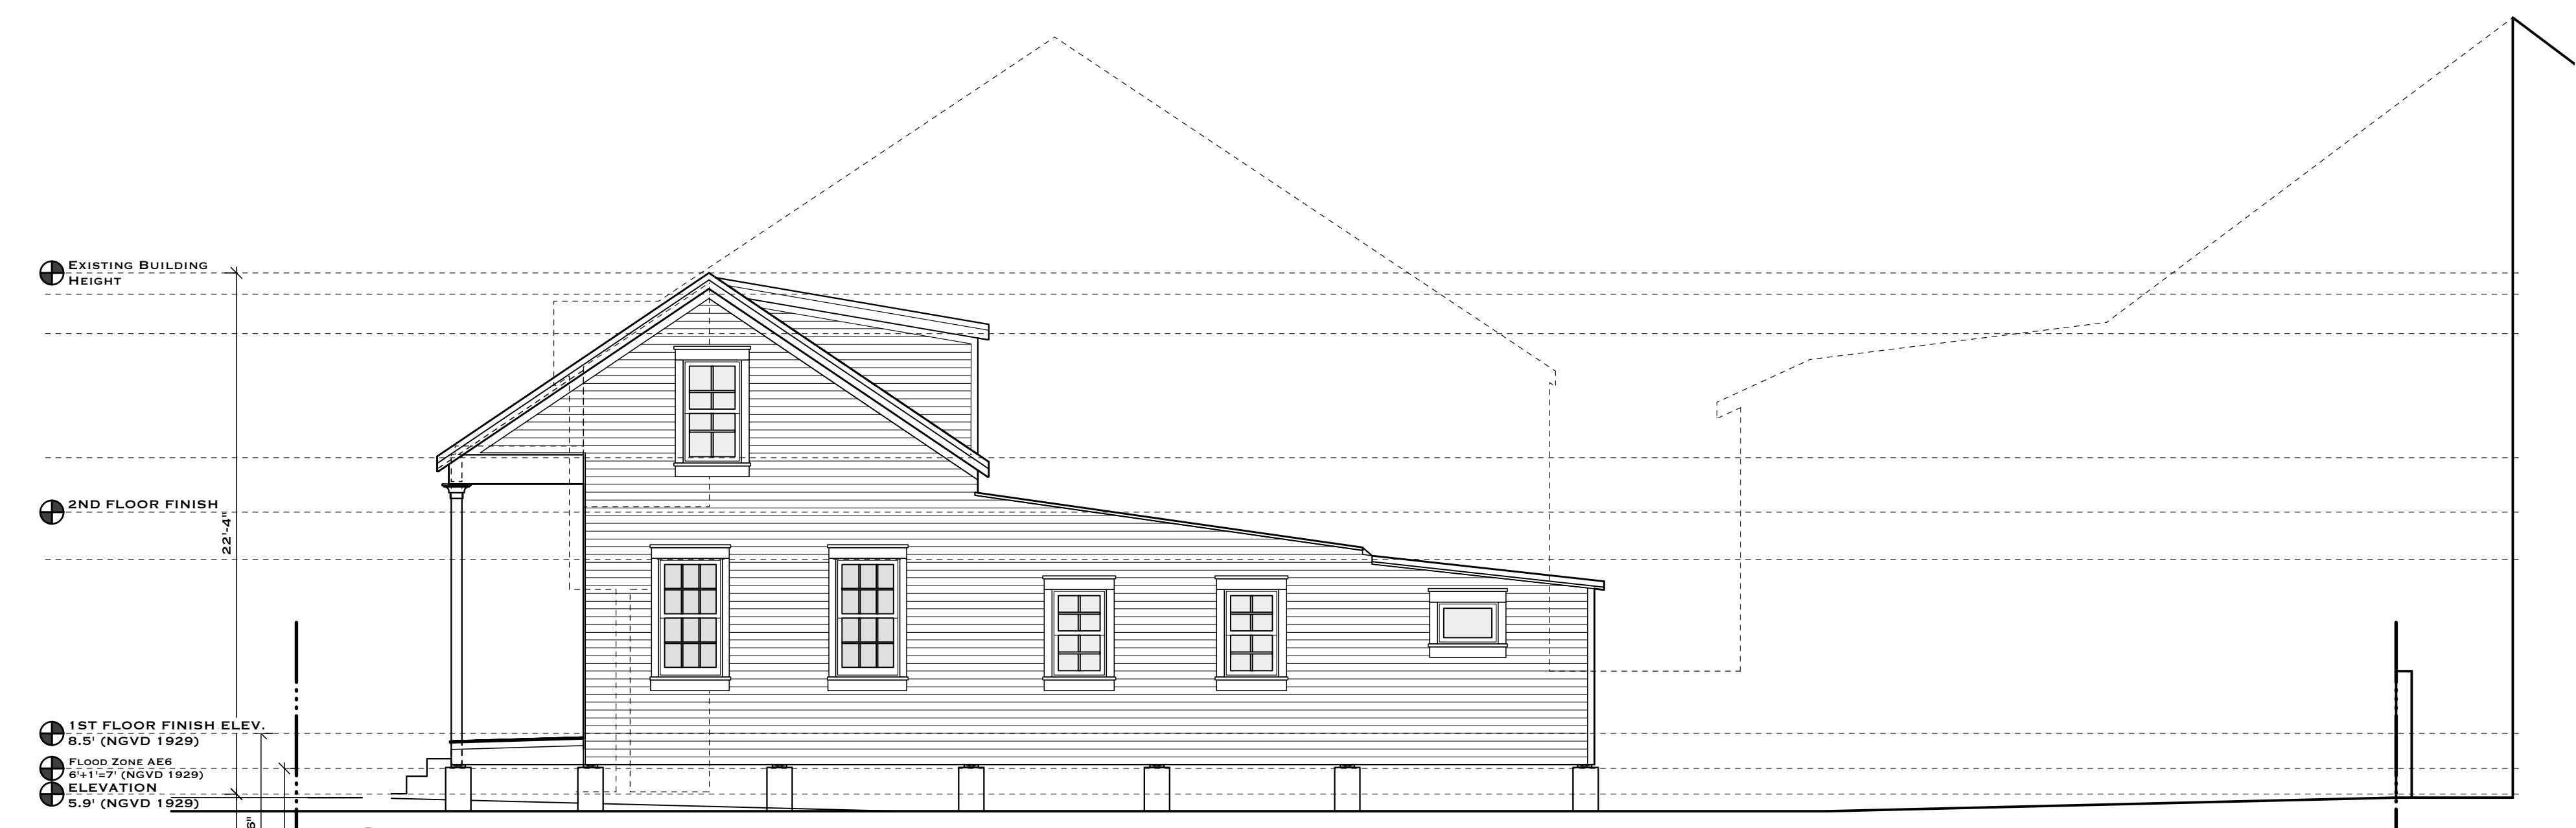 Existing Building
Height
2ND FLOOR FINISH
22'-4"
1ST FLOOR FINISH ELEV.
8.5' (NGVD 1929)
Flood Zone AE6
6'+1'=7' (NGVD 1929)
ELEVATION
5.9' (NGVD 1929)
6"